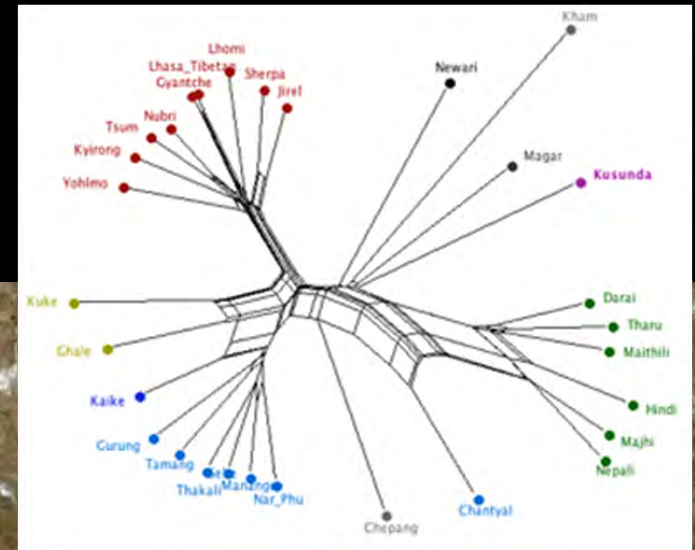 Kham
Lhomi
Lhasa_Tibetan
Newari
Gyantche
Sherpa
Jirel
Nubri
Tsum
Kyirong
Magar
Kusunda
Yohlmo
Kuke
Darai
Tharu
Ghale
Maithili
Kaike
Hindi
Gurung
Majhi
Tamang
Nepali
Thakali
Nar_Phu
Chantyal
Chepang